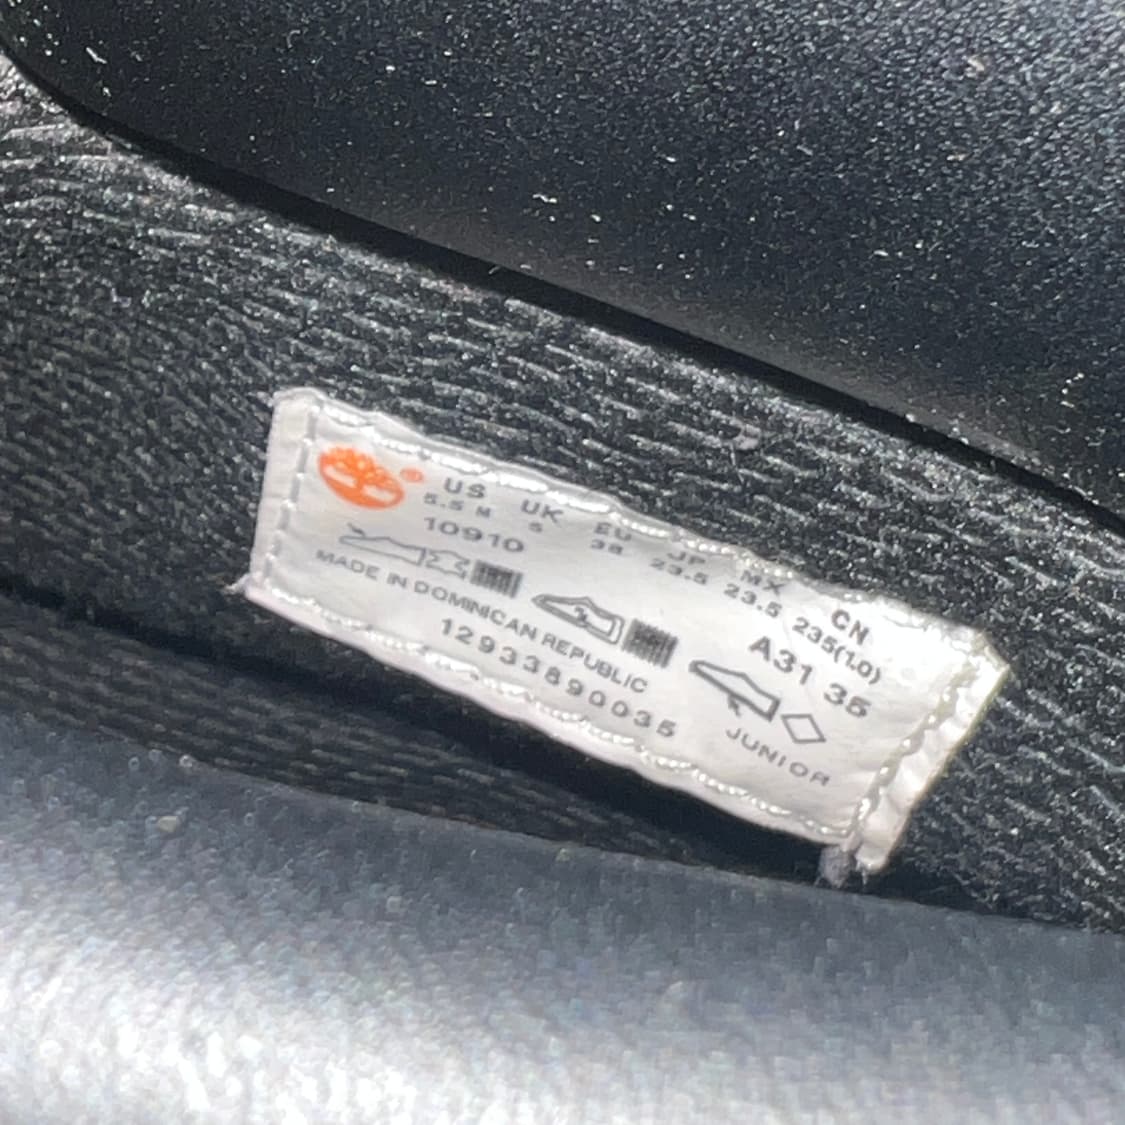 ® US UK EU JP MX CN
5.5 M 5 38 23.5 23.5 235(1.0)
10910 A31 35
MADE IN DOMINICAN REPUBLIC
12933890035 JUNIOR